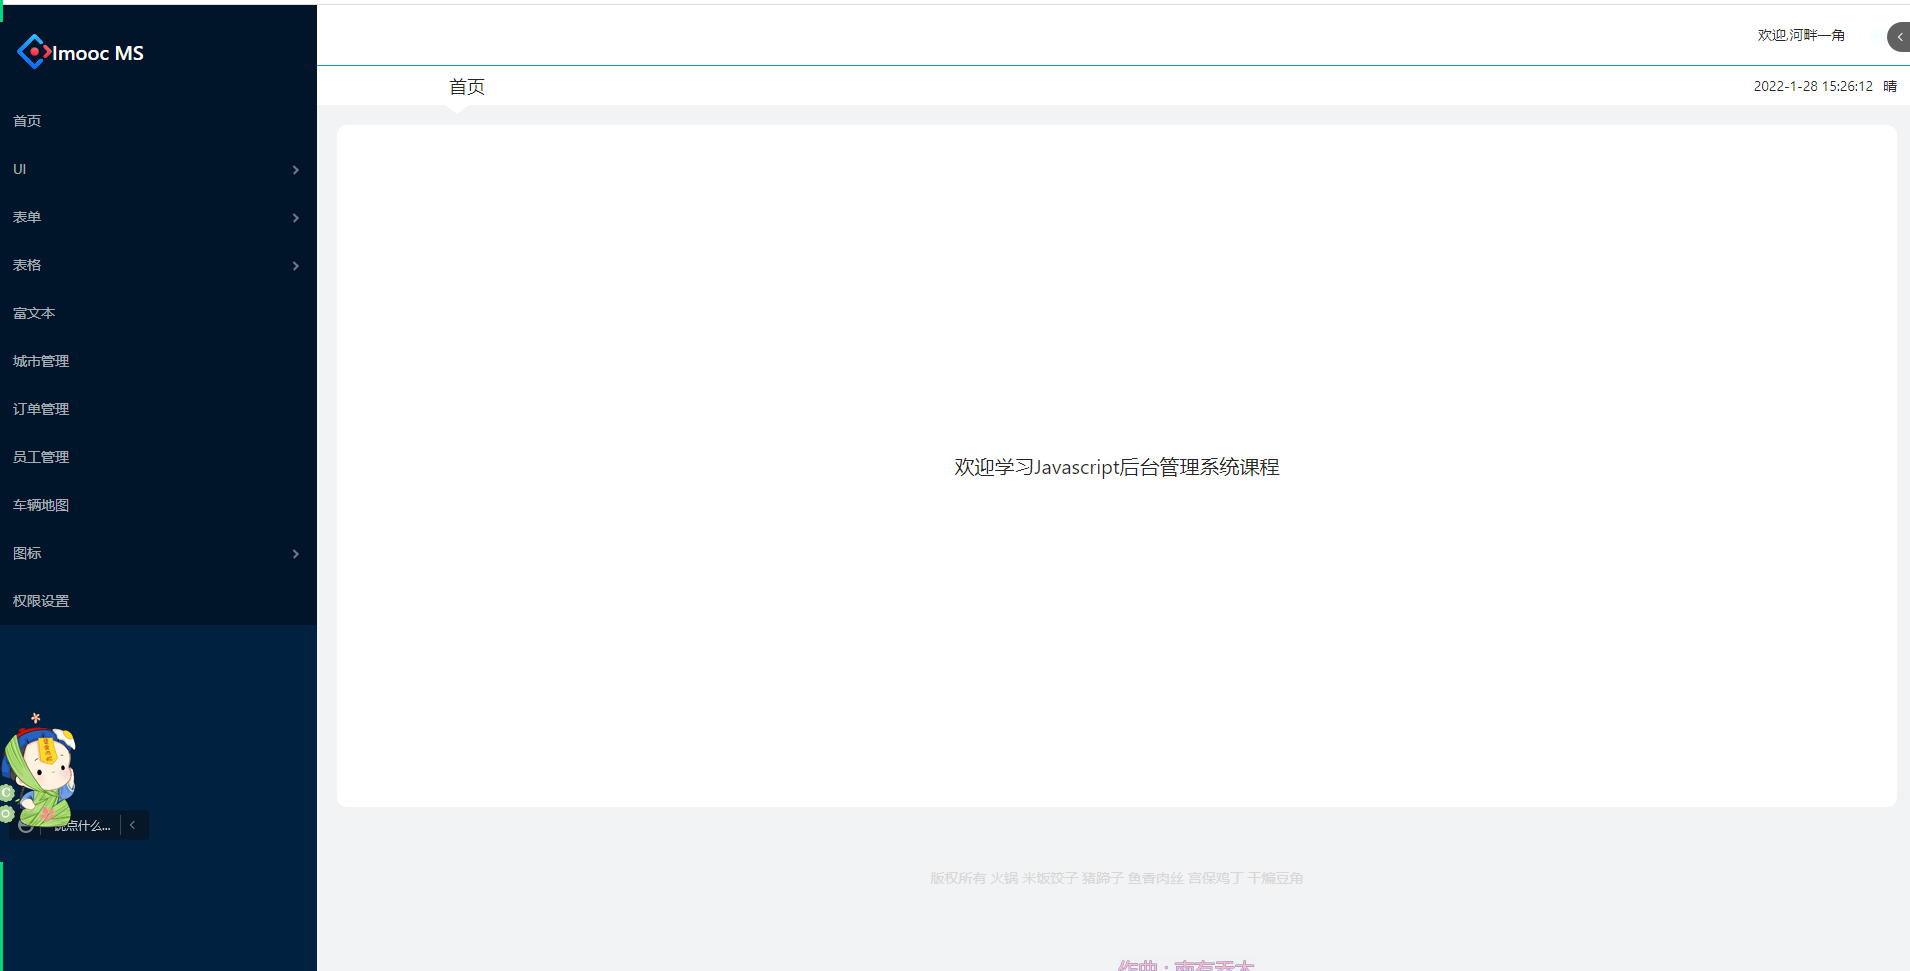 Imooc MS
欢迎,河畔一角
首页
2022-1-28 15:26:12 晴
首页
UI
表单
表格
富文本
城市管理
订单管理
员工管理
车辆地图
图标
权限设置
欢迎学习Javascript后台管理系统课程
点什么...
版权所有 火锅 米饭饺子 猪蹄子 鱼香肉丝 宫保鸡丁 干煸豆角